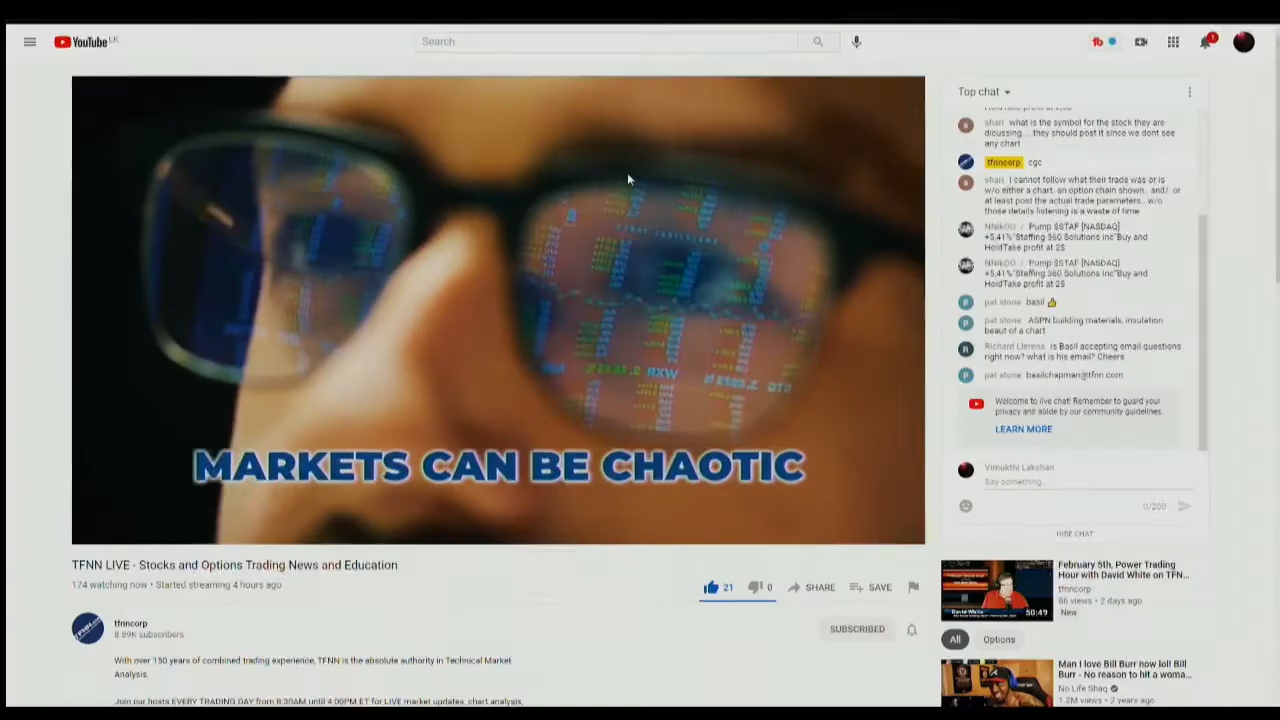 YouTube LK
Search
1
MARKETS CAN BE CHAOTIC
RXW
TFNN LIVE - Stocks and Options Trading News and Education
174 watching now • Started streaming 4 hours ago
21
0
SHARE
SAVE
tfnncorp
8.89K subscribers
SUBSCRIBED
With over 150 years of combined trading experience, TFNN is the absolute authority in Technical Market
Analysis.
Join our hosts EVERY TRADING DAY from 8:30AM until 4:00PM ET for LIVE market updates, chart analysis,
Top chat
shari what is the symbol for the stock they are
dicussing.... they should post it since we dont see
any chart
tfnncorp cgc
shari I cannot follow what their trade was or is
w/o either a chart. an option chain shown.. and/. or
at least post the actual trade parameters...w/o
those details listening is a waste of time
NNikOO / Pump $STAF [NASDAQ]
+5,41%"Staffing 360 Solutions Inc"Buy and
HoldTake profit at 2$
NNikOO / Pump $STAF [NASDAQ]
+5,41%"Staffing 360 Solutions Inc"Buy and
HoldTake profit at 2$
pat stone basil 👍
pat stone ASPN building materials, insulation
beaut of a chart
Richard Llerena Is Basil accepting email questions
right now? what is his email? Cheers
pat stone basilchapman@tfnn.com
Welcome to live chat! Remember to guard your
privacy and abide by our community guidelines.
LEARN MORE
Vimukthi Lakshan
Say something...
0/200
HIDE CHAT
David White
50:49
February 5th, Power Trading
Hour with David White on TFN...
tfnncorp
86 views • 2 days ago
New
All
Options
Man I love Bill Burr now lol! Bill
Burr - No reason to hit a woma...
No Life Shaq
1.2M views • 2 years ago